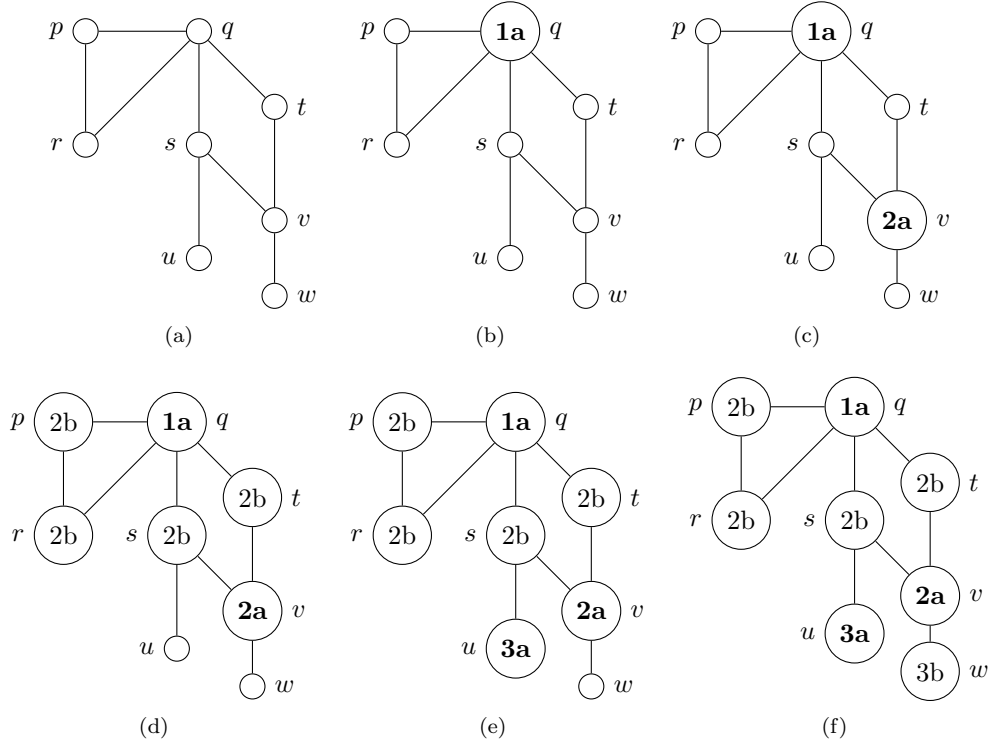 p q p 1a q p 1a q
t t t
r s r s r s
v v 2a v
u u u
w w w
(a) (b) (c)
p 2b 1a q p 2b 1a q p 2b 1a q
2b t 2b t 2b t
r 2b s 2b r 2b s 2b r 2b s 2b
2a v 2a v 2a v
u u 3a u 3a
w w 3b w
(d) (e) (f)